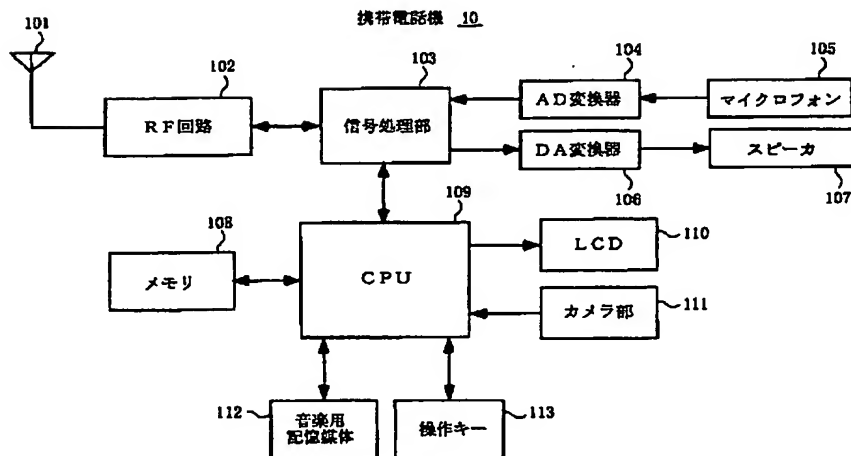 携帯電話機 10
101
102
103
104
105
RF回路
信号処理部
AD変換器
マイクロフォン
DA変換器
スピーカ
106
107
108
109
110
メモリ
CPU
LCD
カメラ部
111
112
音楽用
記憶媒体
操作キー
113